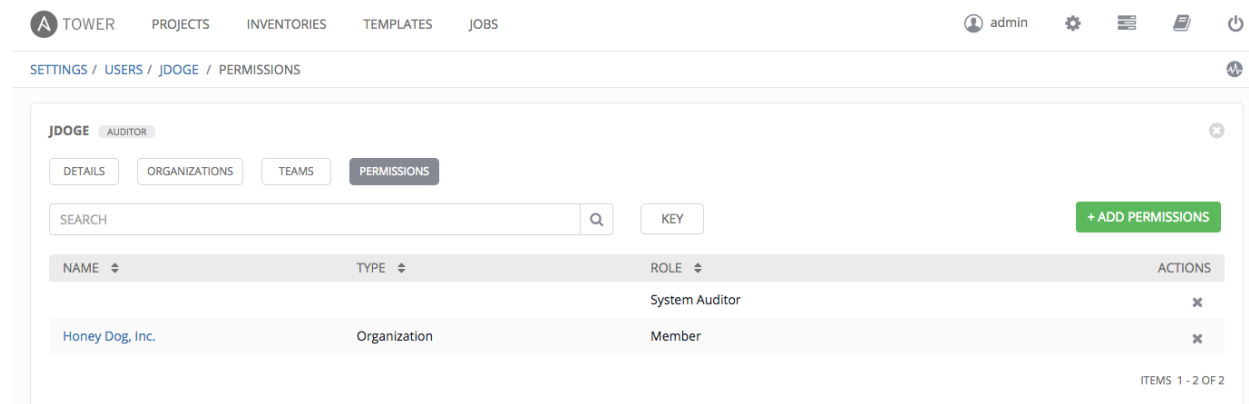 A TOWER PROJECTS INVENTORIES TEMPLATES JOBS admin
SETTINGS / USERS / JDOGE / PERMISSIONS
JDOGE AUDITOR
DETAILS ORGANIZATIONS TEAMS PERMISSIONS
SEARCH KEY + ADD PERMISSIONS
NAME TYPE ROLE ACTIONS
System Auditor
Honey Dog, Inc. Organization Member
ITEMS 1 - 2 OF 2